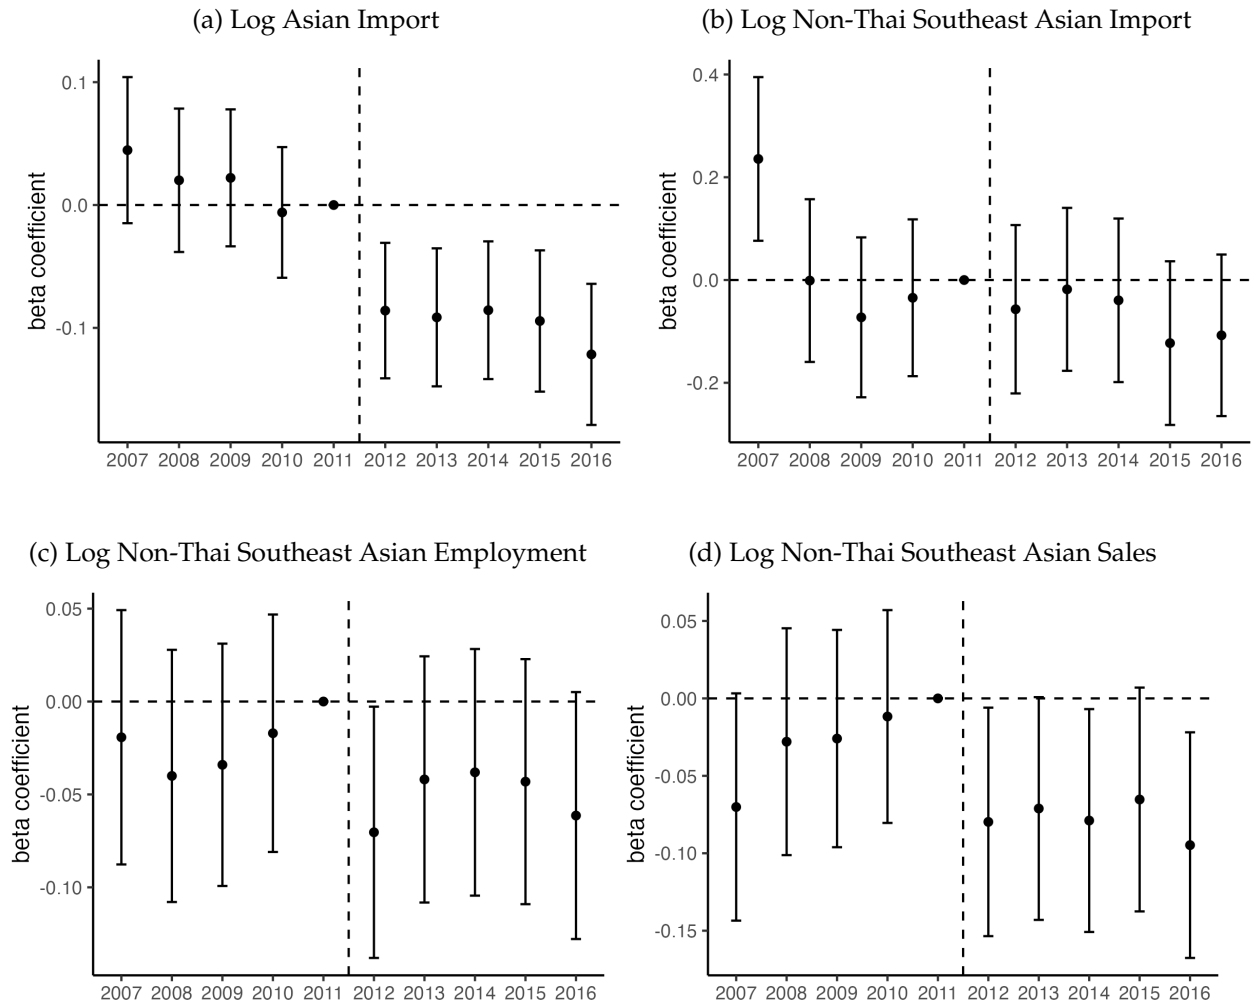 (a) Log Asian Import
0.1
0.0
-0.1
beta coefficient
2007 2008 2009 2010 2011 2012 2013 2014 2015 2016
(b) Log Non-Thai Southeast Asian Import
0.4
0.2
0.0
-0.2
beta coefficient
2007 2008 2009 2010 2011 2012 2013 2014 2015 2016
(c) Log Non-Thai Southeast Asian Employment
0.05
0.00
-0.05
-0.10
beta coefficient
2007 2008 2009 2010 2011 2012 2013 2014 2015 2016
(d) Log Non-Thai Southeast Asian Sales
0.05
0.00
-0.05
-0.10
-0.15
beta coefficient
2007 2008 2009 2010 2011 2012 2013 2014 2015 2016